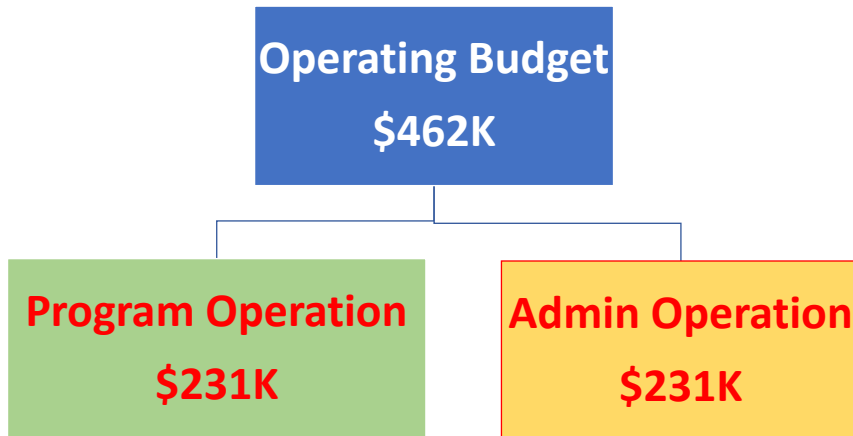 Operating Budget
$462K
Program Operation
$231K
Admin Operation
$231K